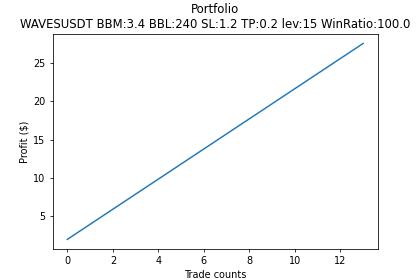 Portfolio
WAVESUSDT BBM:3.4 BBL:240 SL:1.2 TP:0.2 lev:15 WinRatio:100.0
25
20
15
10
5
Profit ($)
0 2 4 6 8 10 12
Trade counts